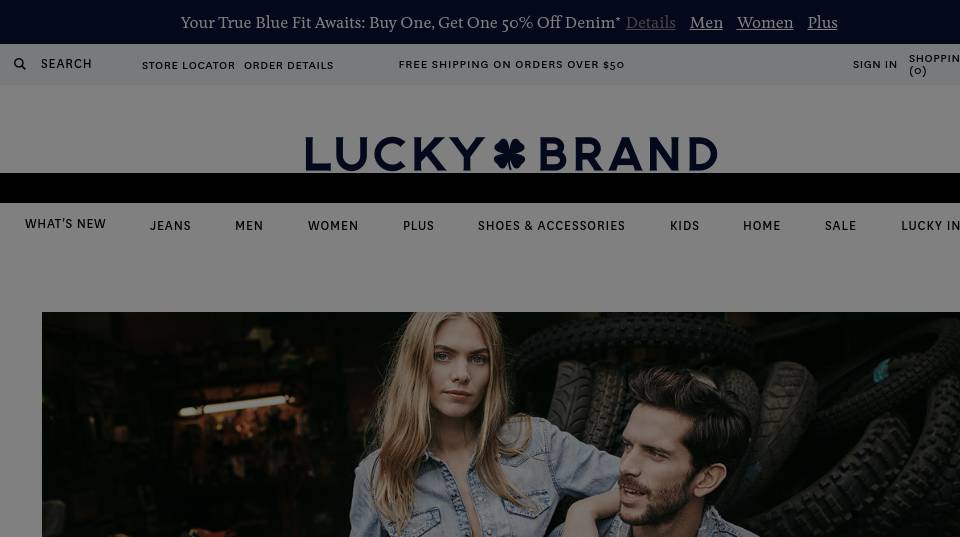 Your True Blue Fit Awaits: Buy One, Get One 50% Off Denim* Details Men Women Plus
SEARCH STORE LOCATOR ORDER DETAILS FREE SHIPPING ON ORDERS OVER $50 SIGN IN SHOPPIN
(0)
LUCKY BRAND
WHAT'S NEW JEANS MEN WOMEN PLUS SHOES & ACCESSORIES KIDS HOME SALE LUCKY IN